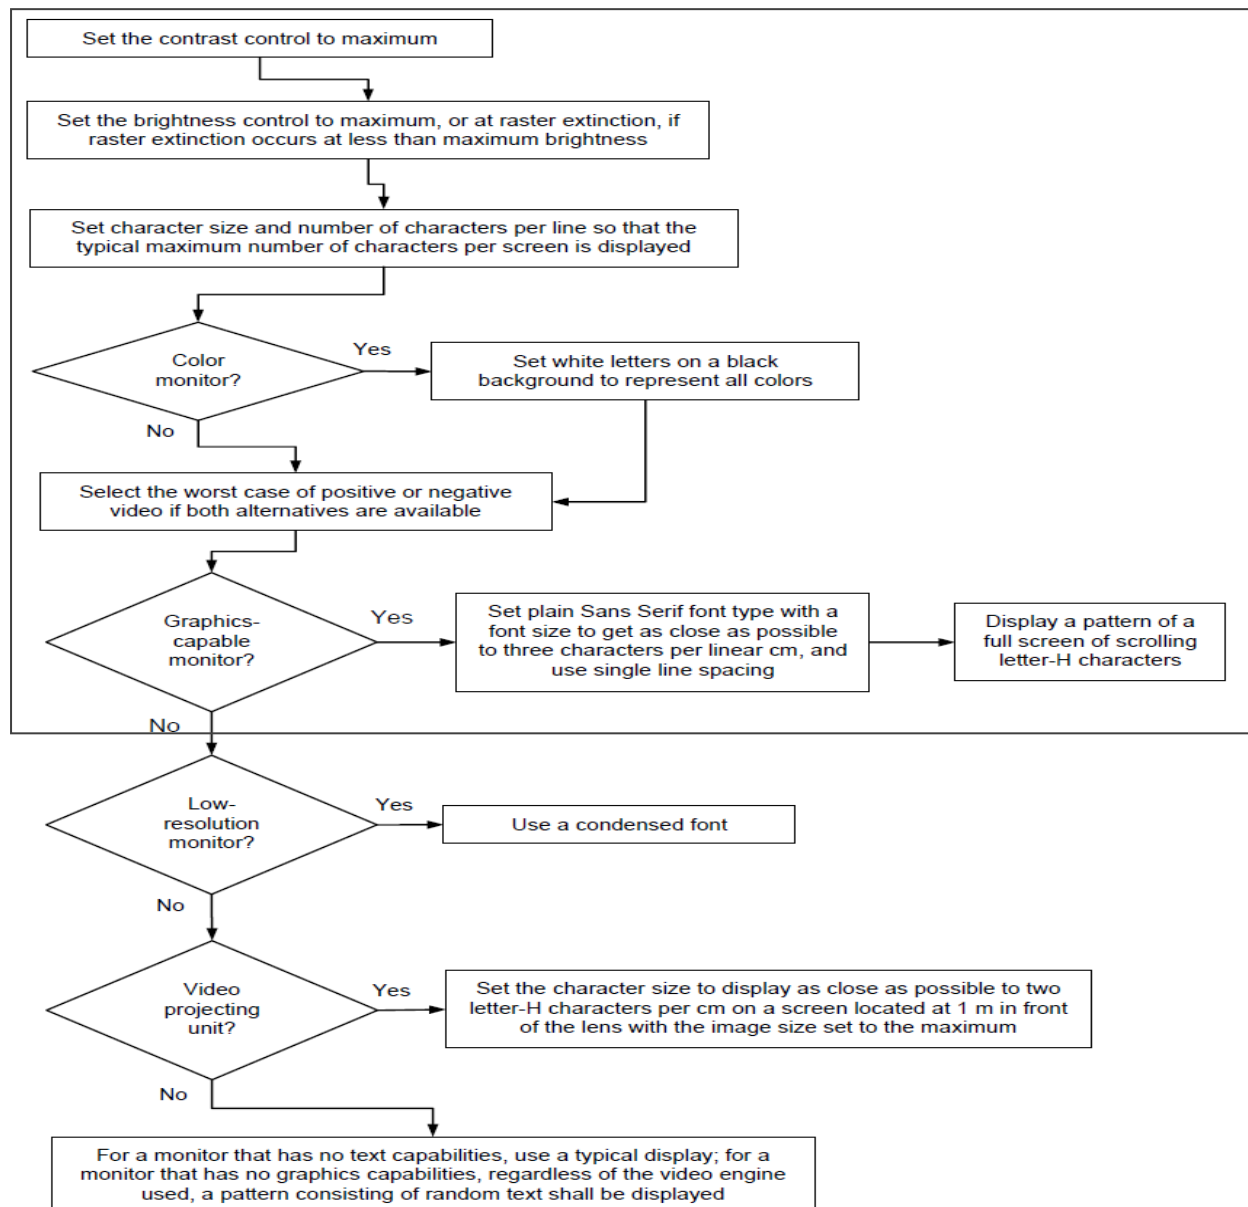 Set the contrast control to maximum
Set the brightness control to maximum, or at raster extinction, if
raster extinction occurs at less than maximum brightness
Set character size and number of characters per line so that the
typical maximum number of characters per screen is displayed
Color
monitor?
Yes
Set white letters on a black
background to represent all colors
No
Select the worst case of positive or negative
video if both alternatives are available
Graphics-
capable
monitor?
Yes
Set plain Sans Serif font type with a
font size to get as close as possible
to three characters per linear cm, and
use single line spacing
Display a pattern of a
full screen of scrolling
letter-H characters
No
Low-
resolution
monitor?
Yes
Use a condensed font
No
Video
projecting
unit?
Yes
Set the character size to display as close as possible to two
letter-H characters per cm on a screen located at 1 m in front
of the lens with the image size set to the maximum
No
For a monitor that has no text capabilities, use a typical display; for
a monitor that has no graphics capabilities, regardless of the video engine
used, a pattern consisting of random text shall be displayed